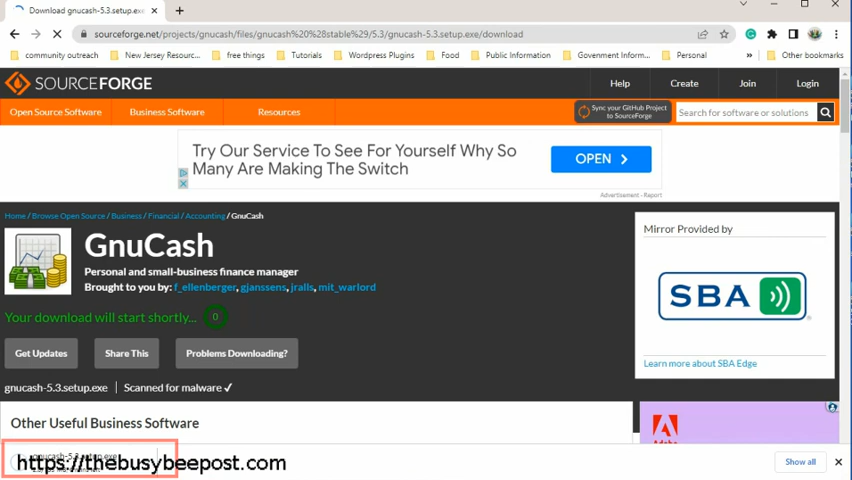 Download gnucash-5.3.setup.exe
sourceforge.net/projects/gnucash/files/gnucash%20%28stable%29/5.3/gnucash-5.3.setup.exe/download
community outreach
New Jersey Resourc...
free things
Tutorials
Wordpress Plugins
Food
Public Information
Govenment Inform...
Personal
Other bookmarks
SOURCEFORGE
Help
Create
Join
Login
Open Source Software
Business Software
Resources
Sync your GitHub Project
to SourceForge
Search for software or solutions
Try Our Service To See For Yourself Why So
Many Are Making The Switch
OPEN
Advertisement - Report
Home / Browse Open Source / Business / Financial / Accounting / GnuCash
GnuCash
Personal and small-business finance manager
Brought to you by: f_ellenberger, gjanssens, jralls, mit_warlord
Your download will start shortly... 0
Get Updates
Share This
Problems Downloading?
gnucash-5.3.setup.exe
Scanned for malware ✓
Mirror Provided by
SBA
Learn more about SBA Edge
Other Useful Business Software
Adobe
gnucash-5.3.setup.exe
https://thebusybeepost.com
Show all